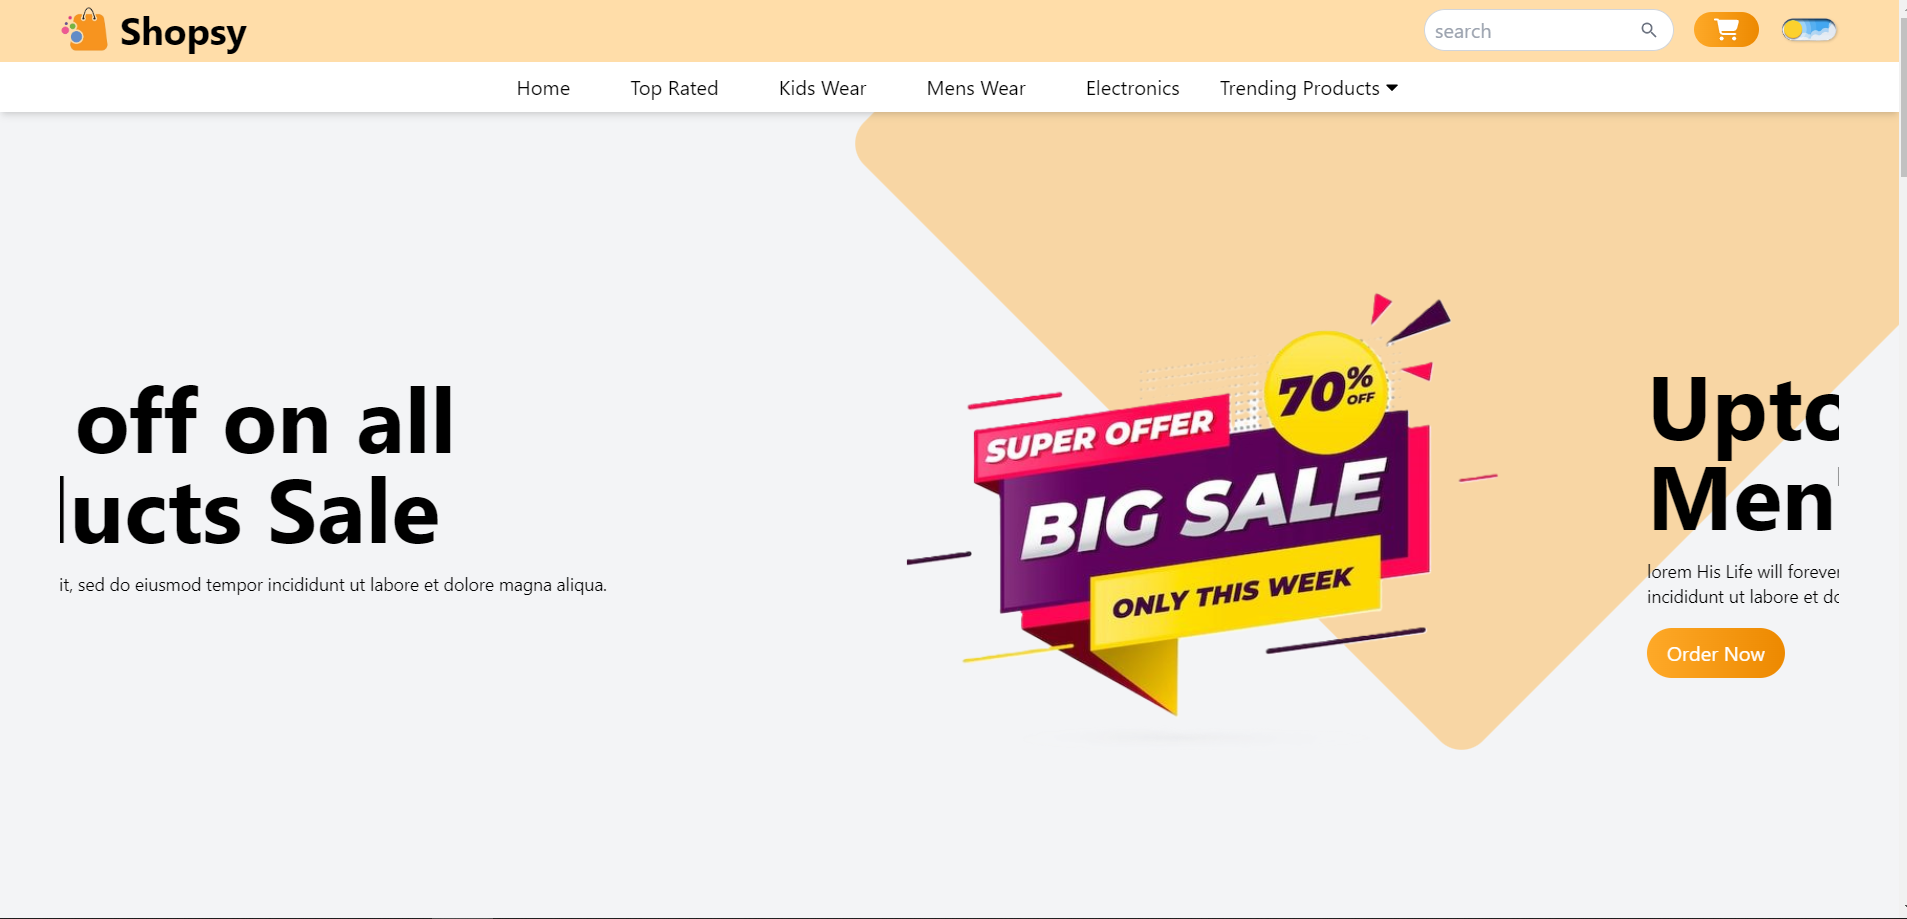 Shopsy
search
Home Top Rated Kids Wear Mens Wear Electronics Trending Products
off on all
ucts Sale
it, sed do eiusmod tempor incididunt ut labore et dolore magna aliqua.
70% OFF
SUPER OFFER
BIG SALE
ONLY THIS WEEK
Upto
Men'
lorem His Life will forever
incididunt ut labore et do
Order Now